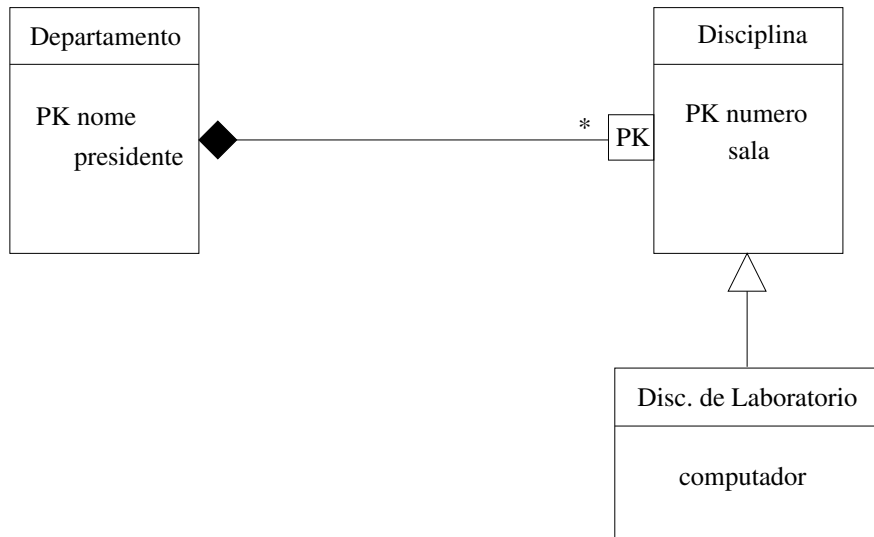 Departamento
PK nome
presidente
*
PK
Disciplina
PK numero
sala
Disc. de Laboratorio
computador